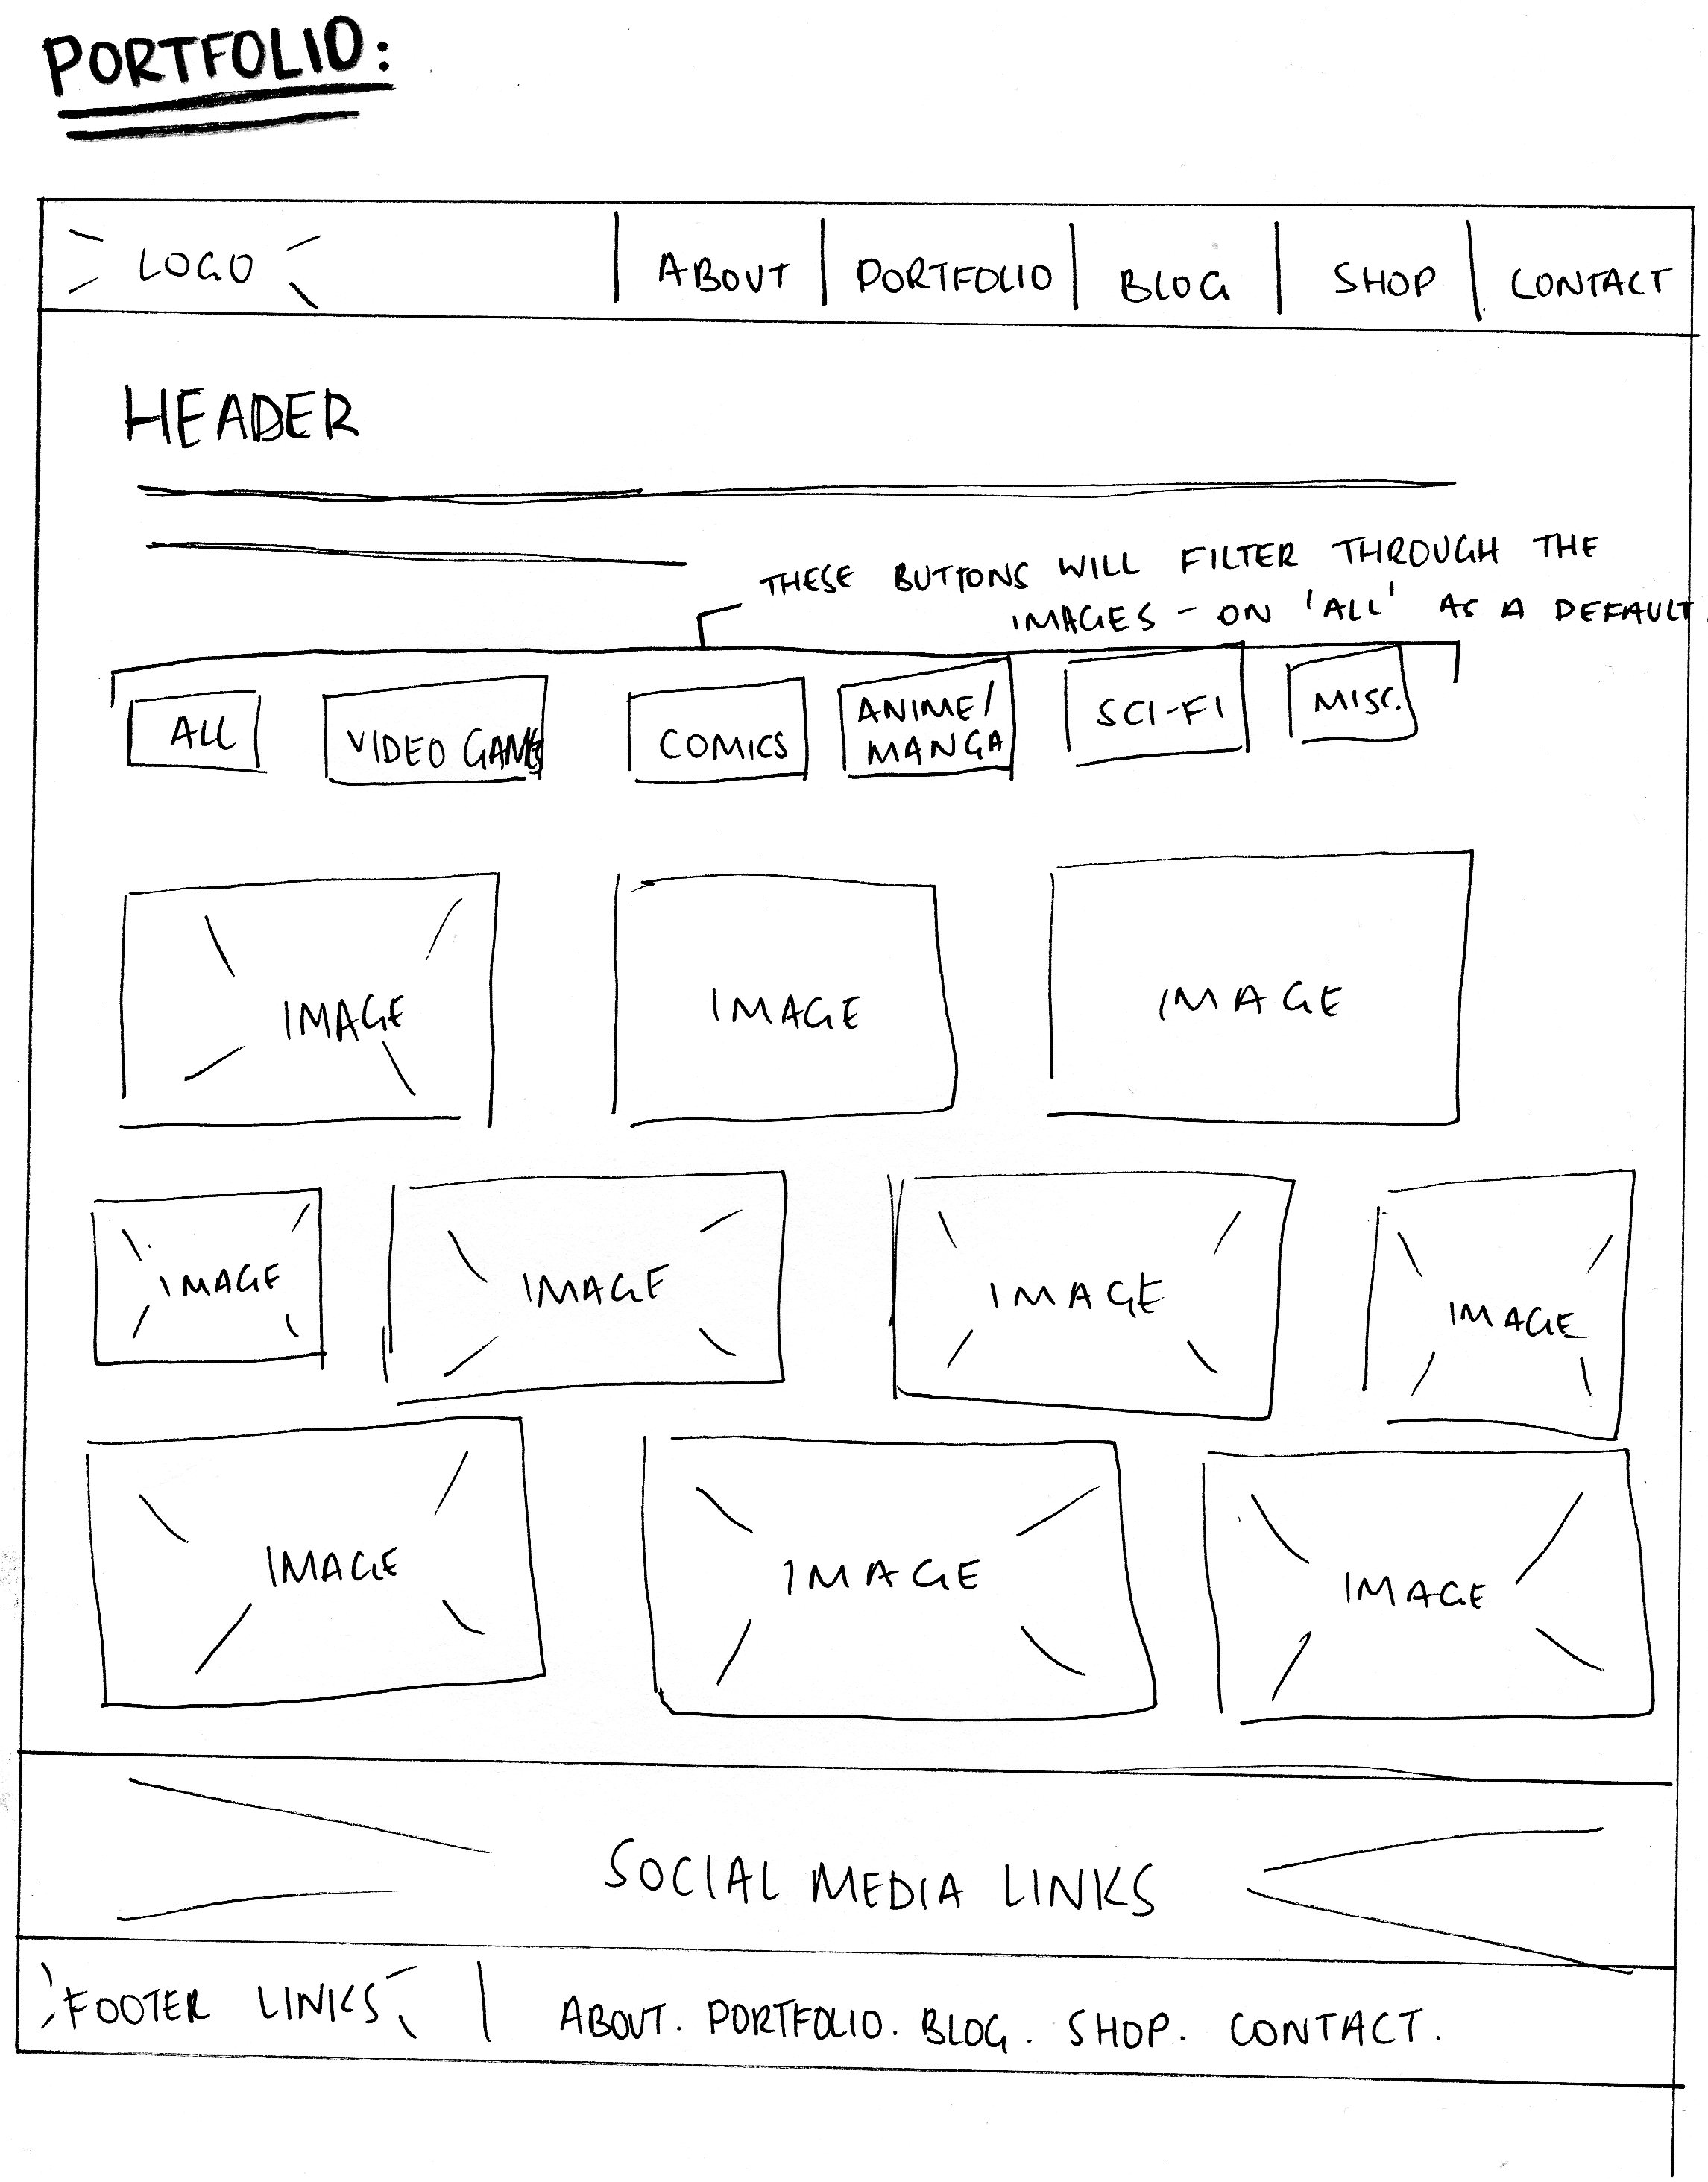 PORTFOLIO:
LOGO
ABOUT
PORTFOLIO
BLOG
SHOP
CONTACT
HEADER
THESE BUTTONS WILL FILTER THROUGH THE
IMAGES - ON 'ALL' AS A DEFAULT.
ALL
VIDEO GAMES
COMICS
ANIME/
MANGA
SCI-FI
MISC.
IMAGE
IMAGE
IMAGE
IMAGE
IMAGE
IMAGE
IMAGE
IMAGE
IMAGE
IMAGE
SOCIAL MEDIA LINKS
FOOTER LINKS
ABOUT. PORTFOLIO. BLOG. SHOP. CONTACT.